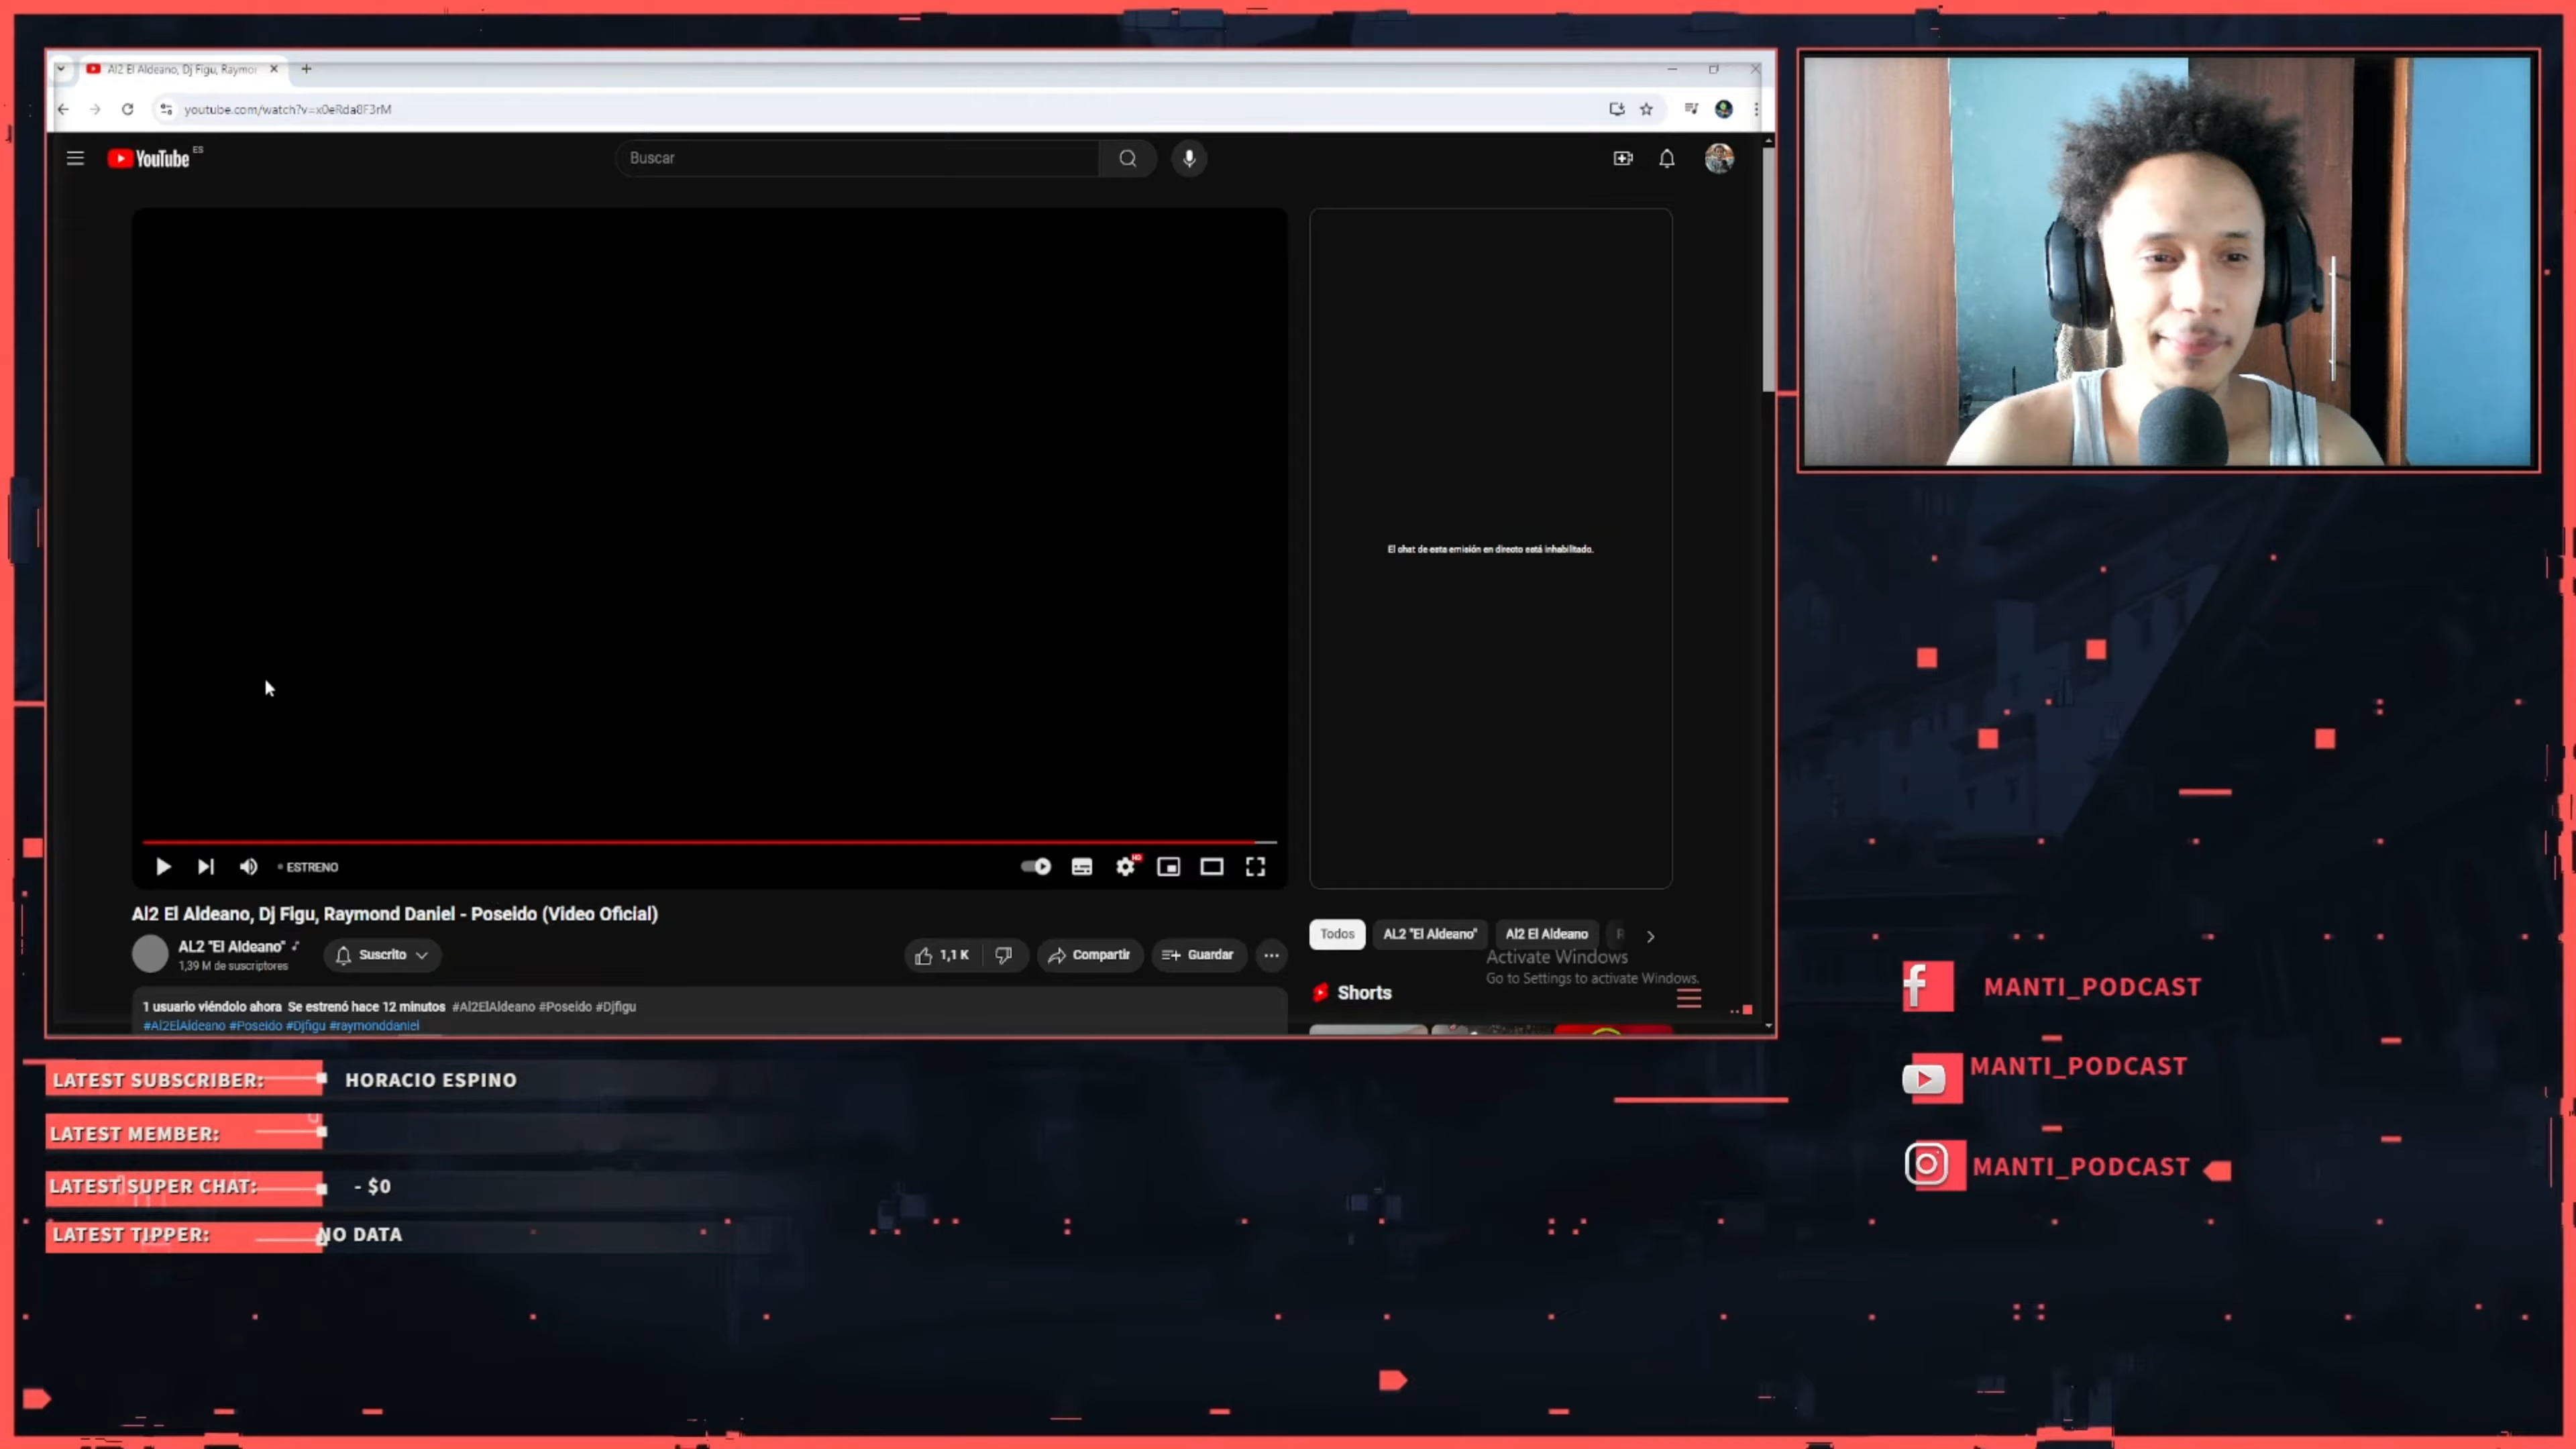 Al2 El Aldeano, Dj Figu, Raymon
youtube.com/watch?v=x0eRda8F3rM
YouTube ES
Buscar
El chat de esta emisión en directo está inhabilitado.
ESTRENO
HD
Al2 El Aldeano, Dj Figu, Raymond Daniel - Poseido (Video Oficial)
AL2 "El Aldeano"
1,39 M de suscriptores
Suscrito
1,1 K
Compartir
Guardar
1 usuario viéndolo ahora Se estrenó hace 12 minutos #Al2ElAldeano #Poseido #Djfigu
#Al2ElAldeano #Poseido #Djfigu #raymonddaniel
Todos
AL2 "El Aldeano"
Al2 El Aldeano
Activate Windows
Go to Settings to activate Windows.
Shorts
LATEST SUBSCRIBER: HORACIO ESPINO
LATEST MEMBER:
LATEST SUPER CHAT: - $0
LATEST TIPPER: NO DATA
MANTI_PODCAST
MANTI_PODCAST
MANTI_PODCAST